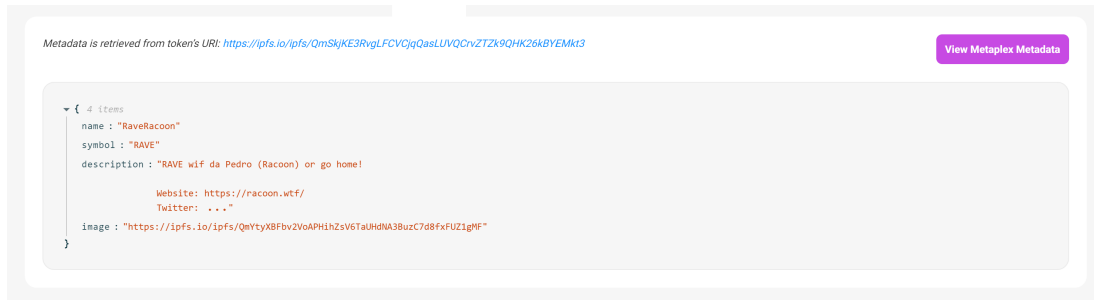 Metadata is retrieved from token's URI: https://ipfs.io/ipfs/QmSkjKE3RvgLFCVCjqQasLUVQCrvZTZk9QHK26kBYEMkt3
View Metaplex Metadata
{ 4 items
name : "RaveRacoon"
symbol : "RAVE"
description : "RAVE wif da Pedro (Racoon) or go home!
Website: https://racoon.wtf/
Twitter: ..."
image : "https://ipfs.io/ipfs/QmYtyXBFbv2VoAPHihZsV6TaUHdNA3BuzC7d8fxFUZ1gMF"
}